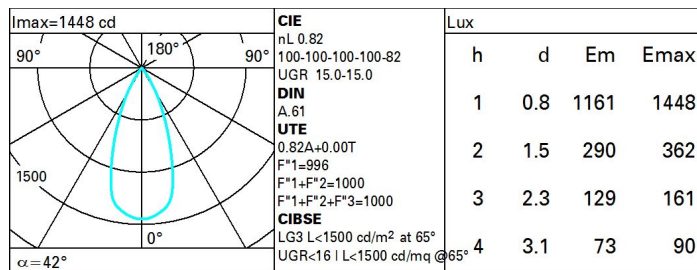 Imax=1448 cd
90° 180° 90°
1500
0°
α=42°
CIE
nL 0.82
100-100-100-100-82
UGR 15.0-15.0
DIN
A.61
UTE
0.82A+0.00T
F"1=996
F"1+F"2=1000
F"1+F"2+F"3=1000
CIBSE
LG3 L<1500 cd/m² at 65°
UGR<16 | L<1500 cd/mq @65°
Lux
h d Em Emax
1 0.8 1161 1448
2 1.5 290 362
3 2.3 129 161
4 3.1 73 90